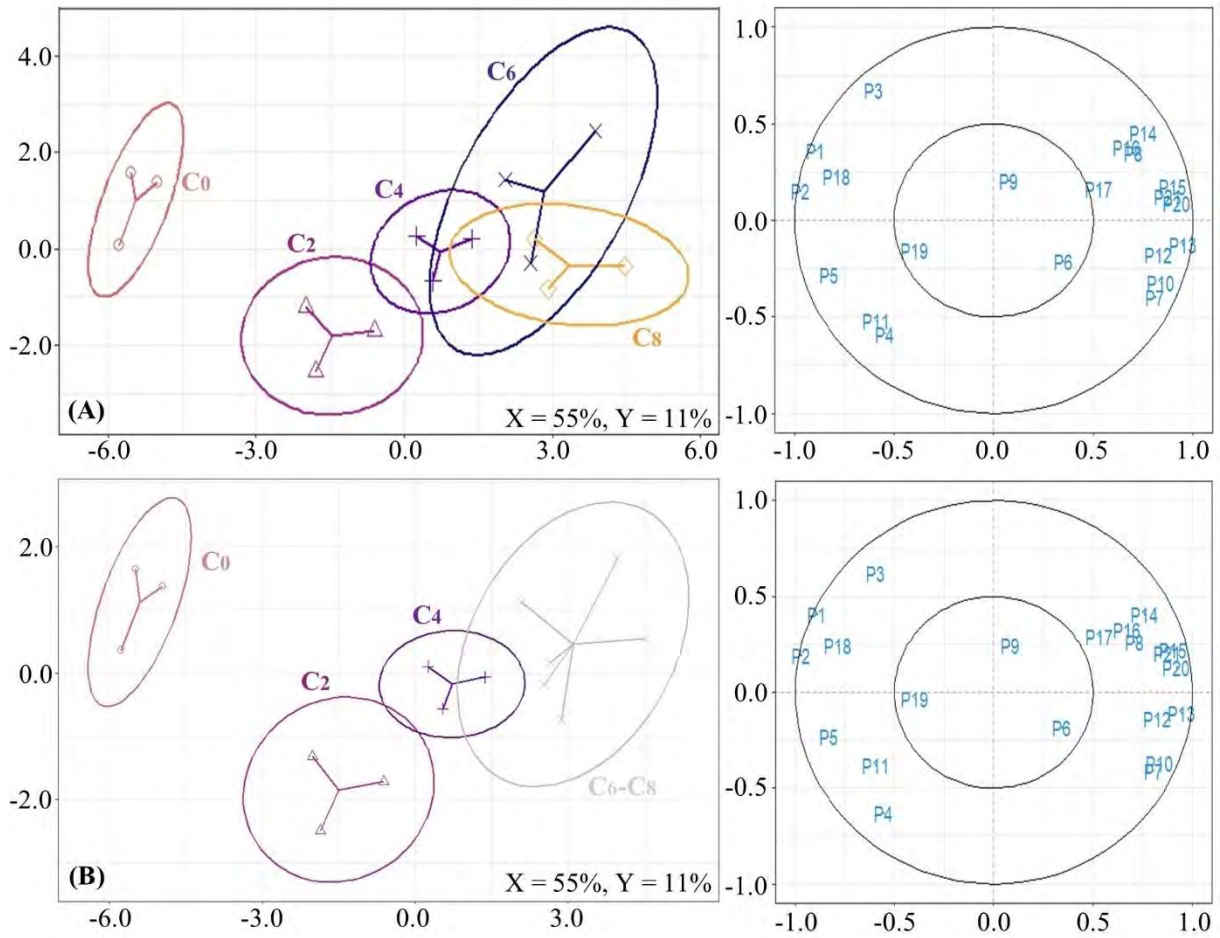 4.0
2.0
0.0
-2.0
C0
C2
C4
C6
C8
(A)
X = 55%, Y = 11%
-6.0 -3.0 0.0 3.0 6.0
1.0
0.5
0.0
-0.5
-1.0
P3
P14
P16
P8
P1
P18
P9
P17
P15
P2
P21
P20
P19
P13
P12
P6
P5
P10
P7
P11
P4
-1.0 -0.5 0.0 0.5 1.0
2.0
0.0
-2.0
C0
C4
C2
C6-C8
(B)
X = 55%, Y = 11%
-6.0 -3.0 0.0 3.0
1.0
0.5
0.0
-0.5
-1.0
P3
P1
P14
P16
P17
P8
P18
P9
P15
P21
P2
P20
P19
P13
P12
P6
P5
P11
P10
P7
P4
-1.0 -0.5 0.0 0.5 1.0